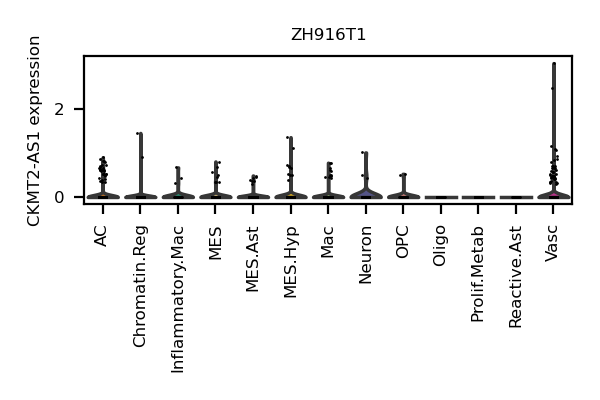 ZH916T1
CKMT2-AS1 expression
2
0
AC
Chromatin.Reg
Inflammatory.Mac
MES
MES.Ast
MES.Hyp
Mac
Neuron
OPC
Oligo
Prolif.Metab
Reactive.Ast
Vasc